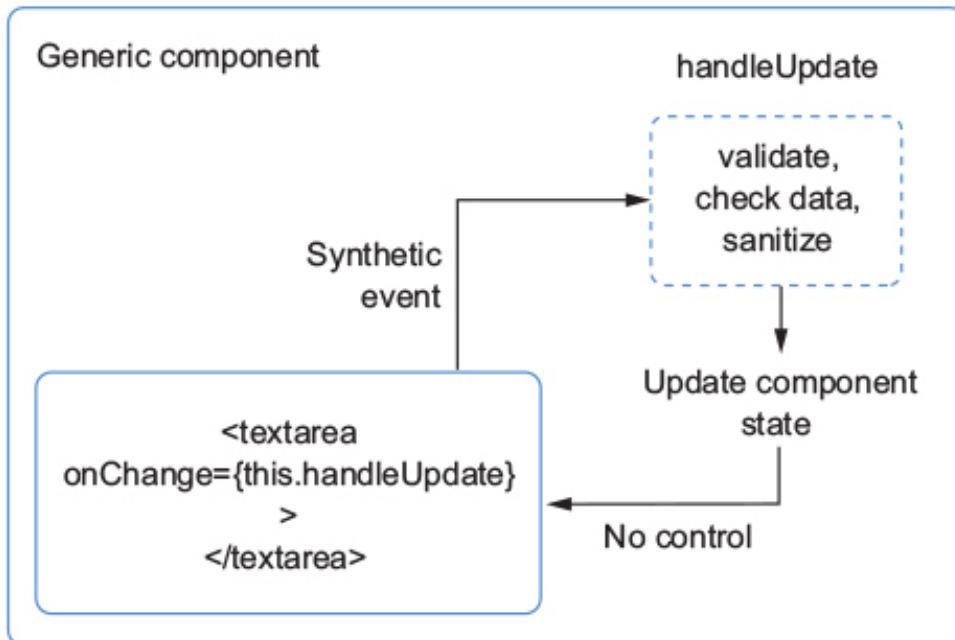 Generic component
handleUpdate
validate,
check data,
sanitize
Synthetic
event
Update component
state
<textarea
onChange={this.handleUpdate}
>
</textarea>
No control